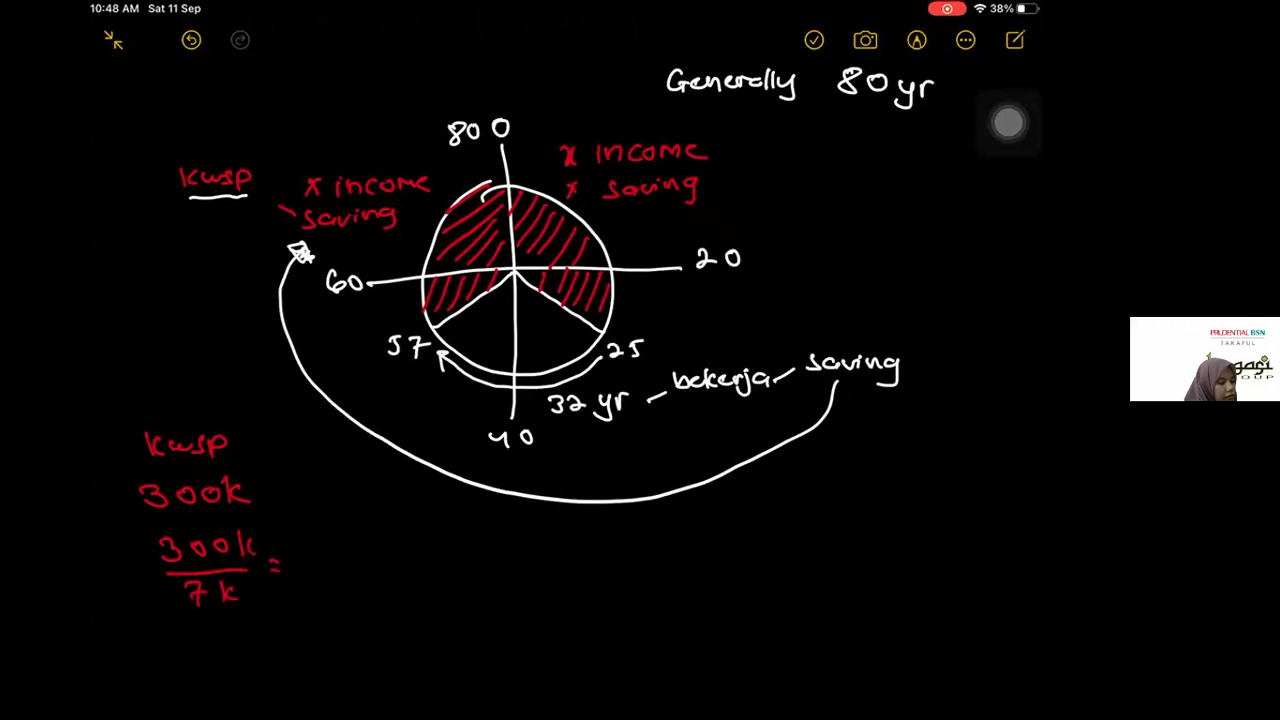 10:48 AM Sat 11 Sep
38%
Generally 80 yr
80 0
x income
x saving
kwsp
x income
saving
20
60
57
25
32 yr - bekerja - saving
40
kwsp
300k
300k
7k
=
PRUDENTIAL BSN
TAKAFUL